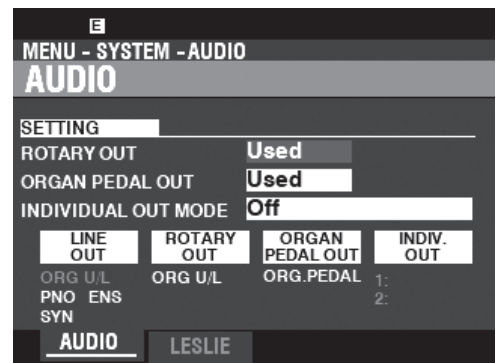 E
MENU - SYSTEM - AUDIO
AUDIO
SETTING
ROTARY OUT Used
ORGAN PEDAL OUT Used
INDIVIDUAL OUT MODE Off
LINE OUT
ROTARY OUT
ORGAN PEDAL OUT
INDIV. OUT
ORG U/L
PNO ENS
SYN
ORG U/L
ORG.PEDAL
1:
2:
AUDIO LESLIE